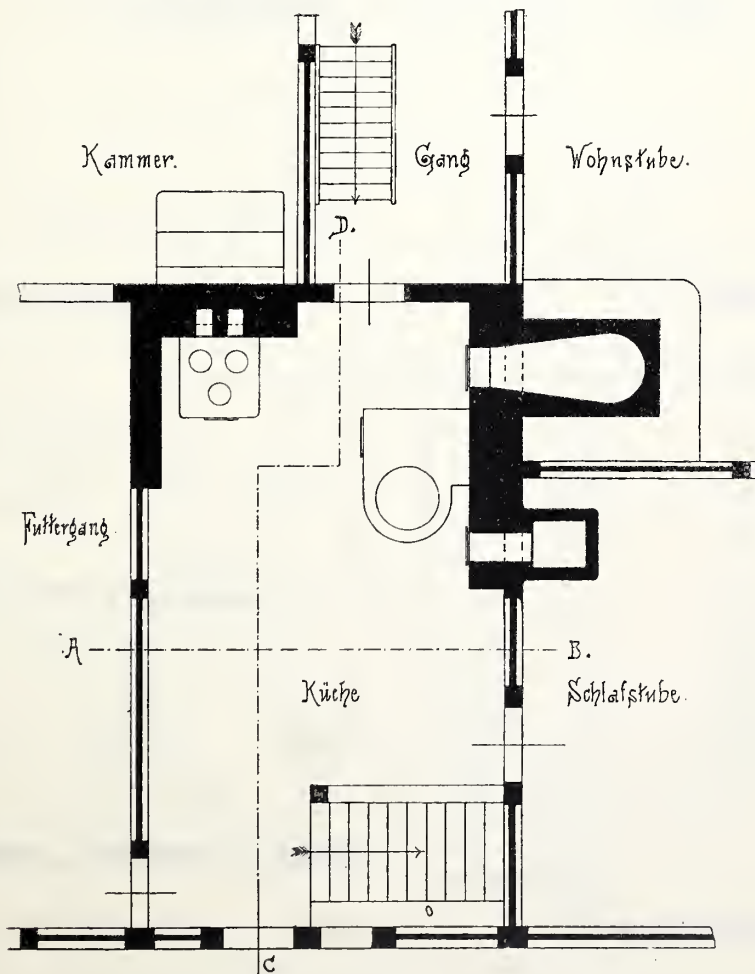 Kammer.
Gang
Wohnstube.
D.
Futtergang
A
B.
Küche
Schlafstube.
C